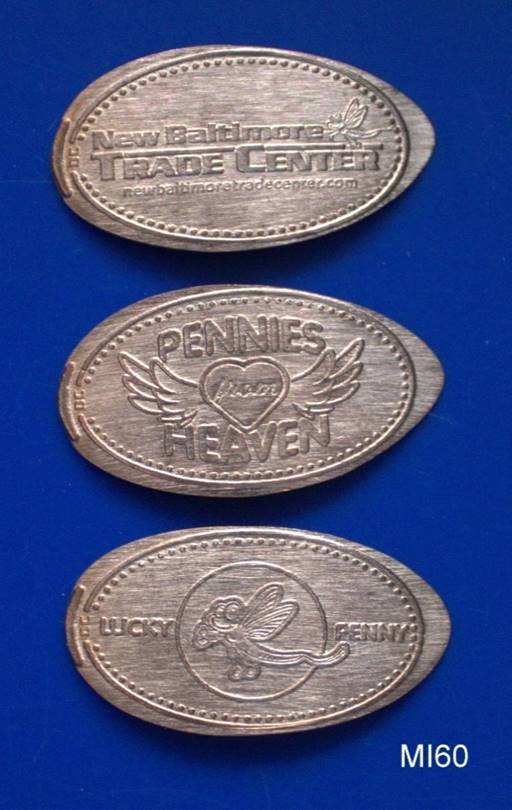 New Baltimore
TRADE CENTER
newbaltimoretradecenter.com
PENNIES
from
HEAVEN
LUCKY PENNY
MI60